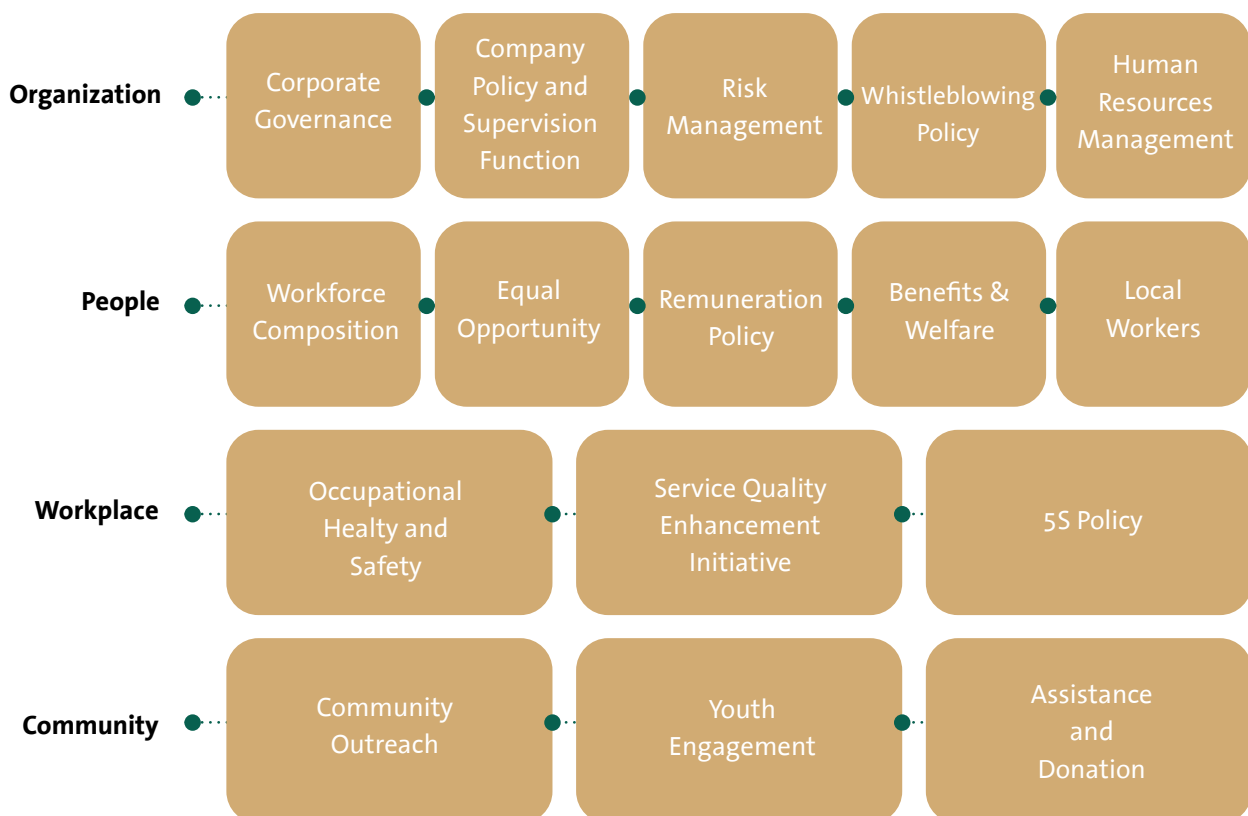 Organization
Corporate
Governance
Company
Policy and
Supervision
Function
Risk
Management
Whistleblowing
Policy
Human
Resources
Management
People
Workforce
Composition
Equal
Opportunity
Remuneration
Policy
Benefits &
Welfare
Local
Workers
Workplace
Occupational
Healty and
Safety
Service Quality
Enhancement
Initiative
5S Policy
Community
Community
Outreach
Youth
Engagement
Assistance
and
Donation